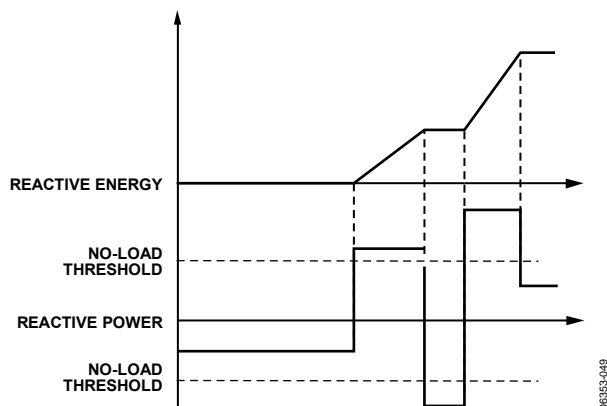 REACTIVE ENERGY
NO-LOAD
THRESHOLD
REACTIVE POWER
NO-LOAD
THRESHOLD
06353-049